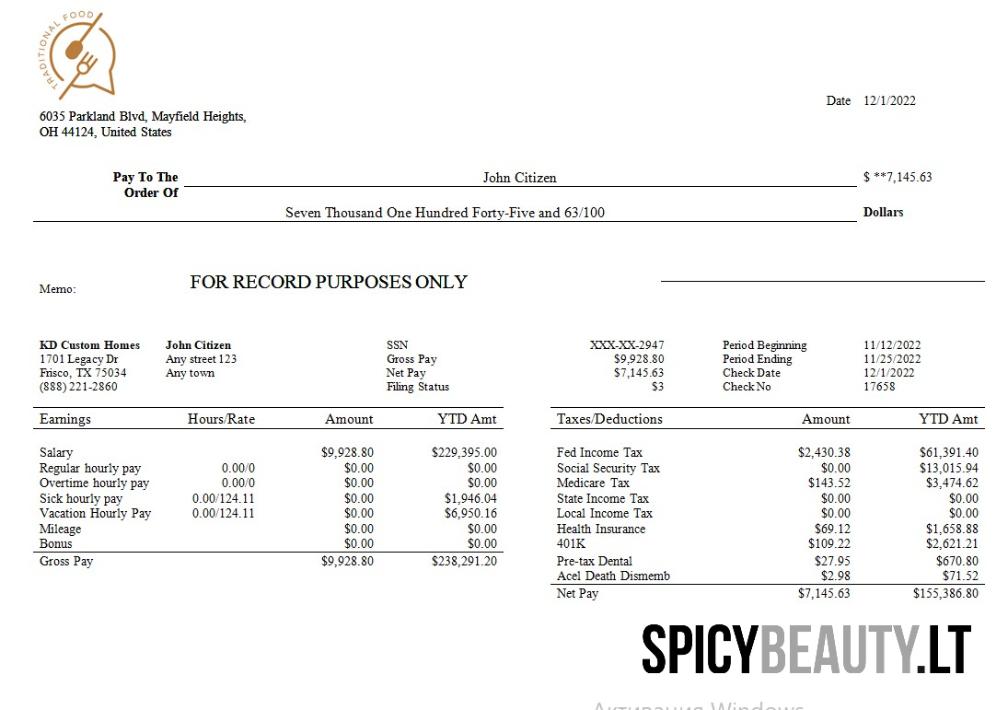 TRADITIONAL FOOD
6035 Parkland Blvd, Mayfield Heights,
OH 44124, United States
Date 12/1/2022
Pay To The
Order Of
John Citizen
$ **7,145.63
Seven Thousand One Hundred Forty-Five and 63/100
Dollars
Memo:
FOR RECORD PURPOSES ONLY
KD Custom Homes John Citizen SSN XXX-XX-2947 Period Beginning 11/12/2022
1701 Legacy Dr Any street 123 Gross Pay $9,928.80 Period Ending 11/25/2022
Frisco, TX 75034 Any town Net Pay $7,145.63 Check Date 12/1/2022
(888) 221-2860 Filing Status $3 Check No 17658
Earnings Hours/Rate Amount YTD Amt
Salary $9,928.80 $229,395.00
Regular hourly pay 0.00/0 $0.00 $0.00
Overtime hourly pay 0.00/0 $0.00 $0.00
Sick hourly pay 0.00/124.11 $0.00 $1,946.04
Vacation Hourly Pay 0.00/124.11 $0.00 $6,950.16
Mileage $0.00 $0.00
Bonus $0.00 $0.00
Gross Pay $9,928.80 $238,291.20
Taxes/Deductions Amount YTD Amt
Fed Income Tax $2,430.38 $61,391.40
Social Security Tax $0.00 $13,015.94
Medicare Tax $143.52 $3,474.62
State Income Tax $0.00 $0.00
Local Income Tax $0.00 $0.00
Health Insurance $69.12 $1,658.88
401K $109.22 $2,621.21
Pre-tax Dental $27.95 $670.80
Acel Death Dismemb $2.98 $71.52
Net Pay $7,145.63 $155,386.80
SPICYBEAUTY.LT
Активация Windows